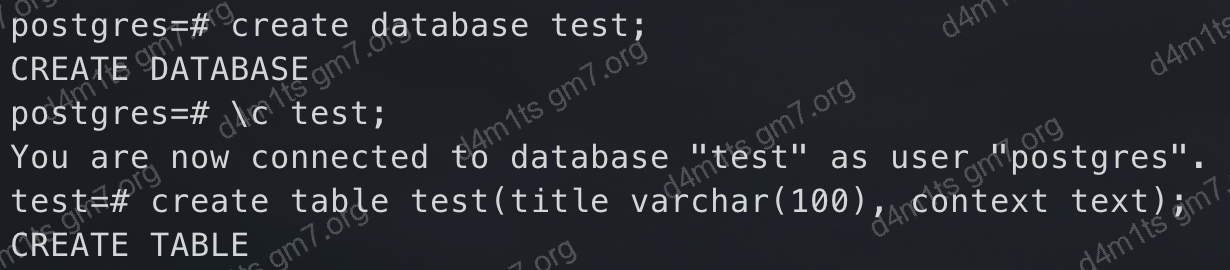 postgres=# create database test;
CREATE DATABASE
postgres=# \c test;
You are now connected to database "test" as user "postgres".
test=# create table test(title varchar(100), context text);
CREATE TABLE
d4m1ts gm7.org